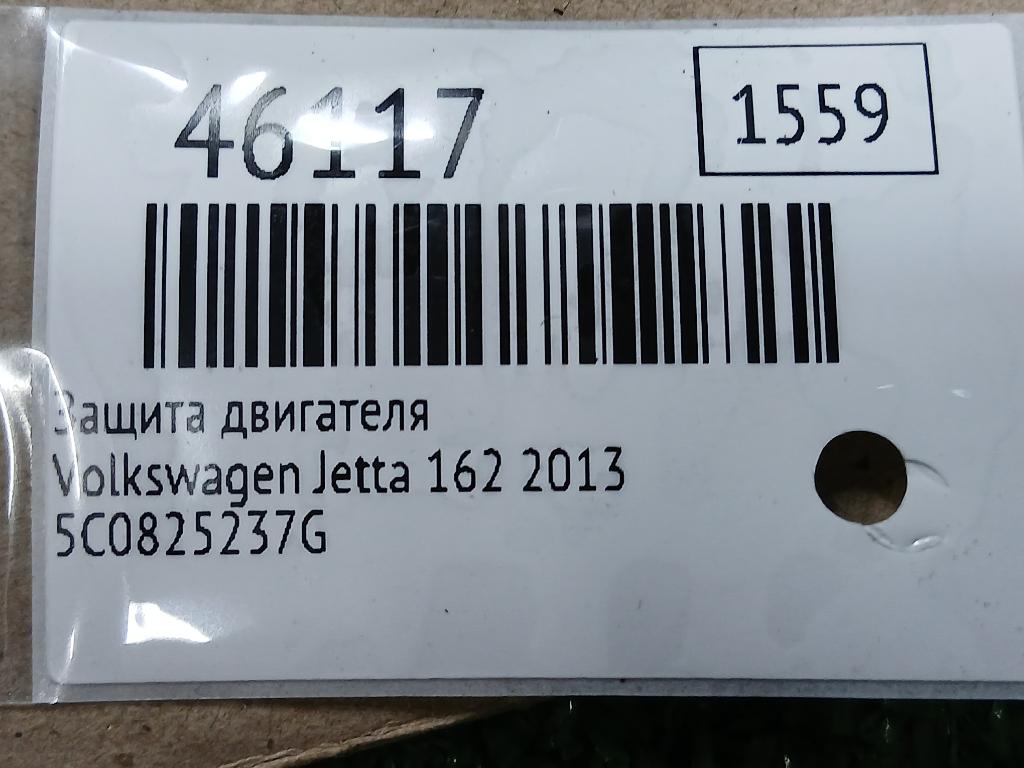 46117
1559
Защита двигателя
Volkswagen Jetta 162 2013
5C0825237G